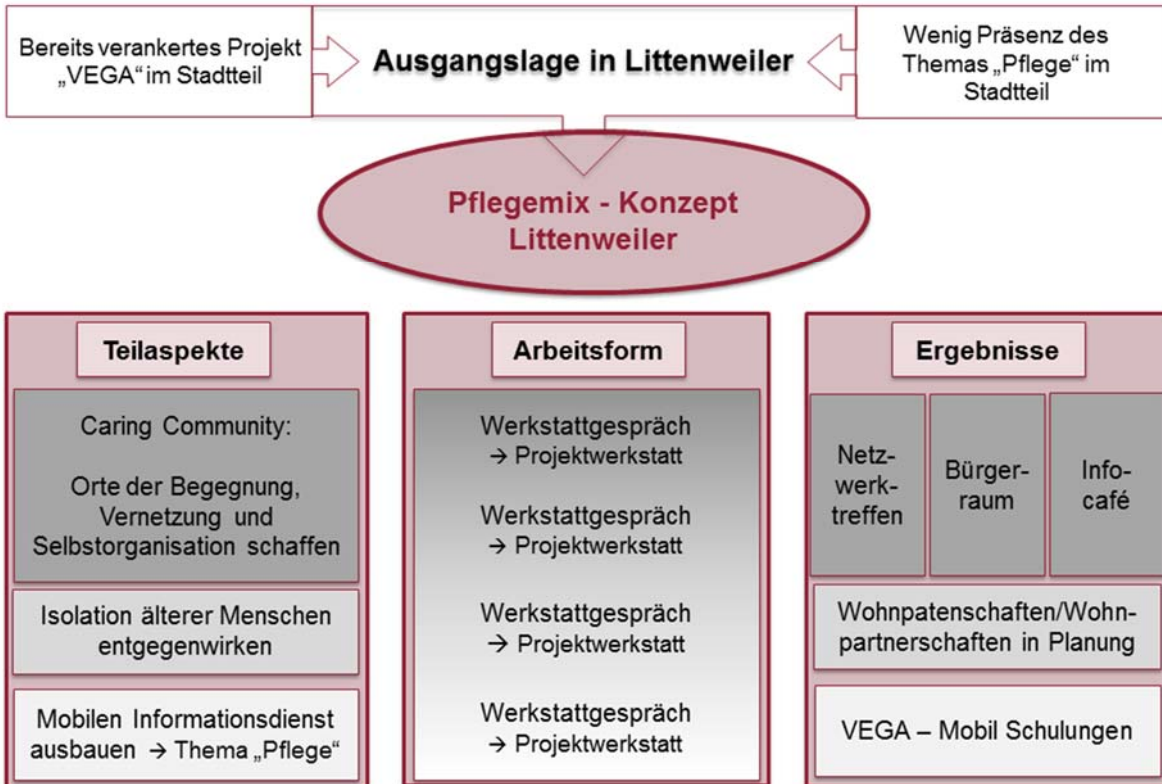 Bereits verankertes Projekt
„VEGA“ im Stadtteil
Ausgangslage in Littenweiler
Wenig Präsenz des
Themas „Pflege“ im
Stadtteil
Pflegemix - Konzept
Littenweiler
Teilaspekte
Caring Community:
Orte der Begegnung,
Vernetzung und
Selbstorganisation schaffen
Isolation älterer Menschen
entgegenwirken
Mobilen Informationsdienst
ausbauen → Thema „Pflege“
Arbeitsform
Werkstattgespräch
→ Projektwerkstatt
Werkstattgespräch
→ Projektwerkstatt
Werkstattgespräch
→ Projektwerkstatt
Werkstattgespräch
→ Projektwerkstatt
Ergebnisse
Netz-
werk-
treffen
Bürger-
raum
Info-
café
Wohnpatenschaften/Wohn-
partnerschaften in Planung
VEGA – Mobil Schulungen